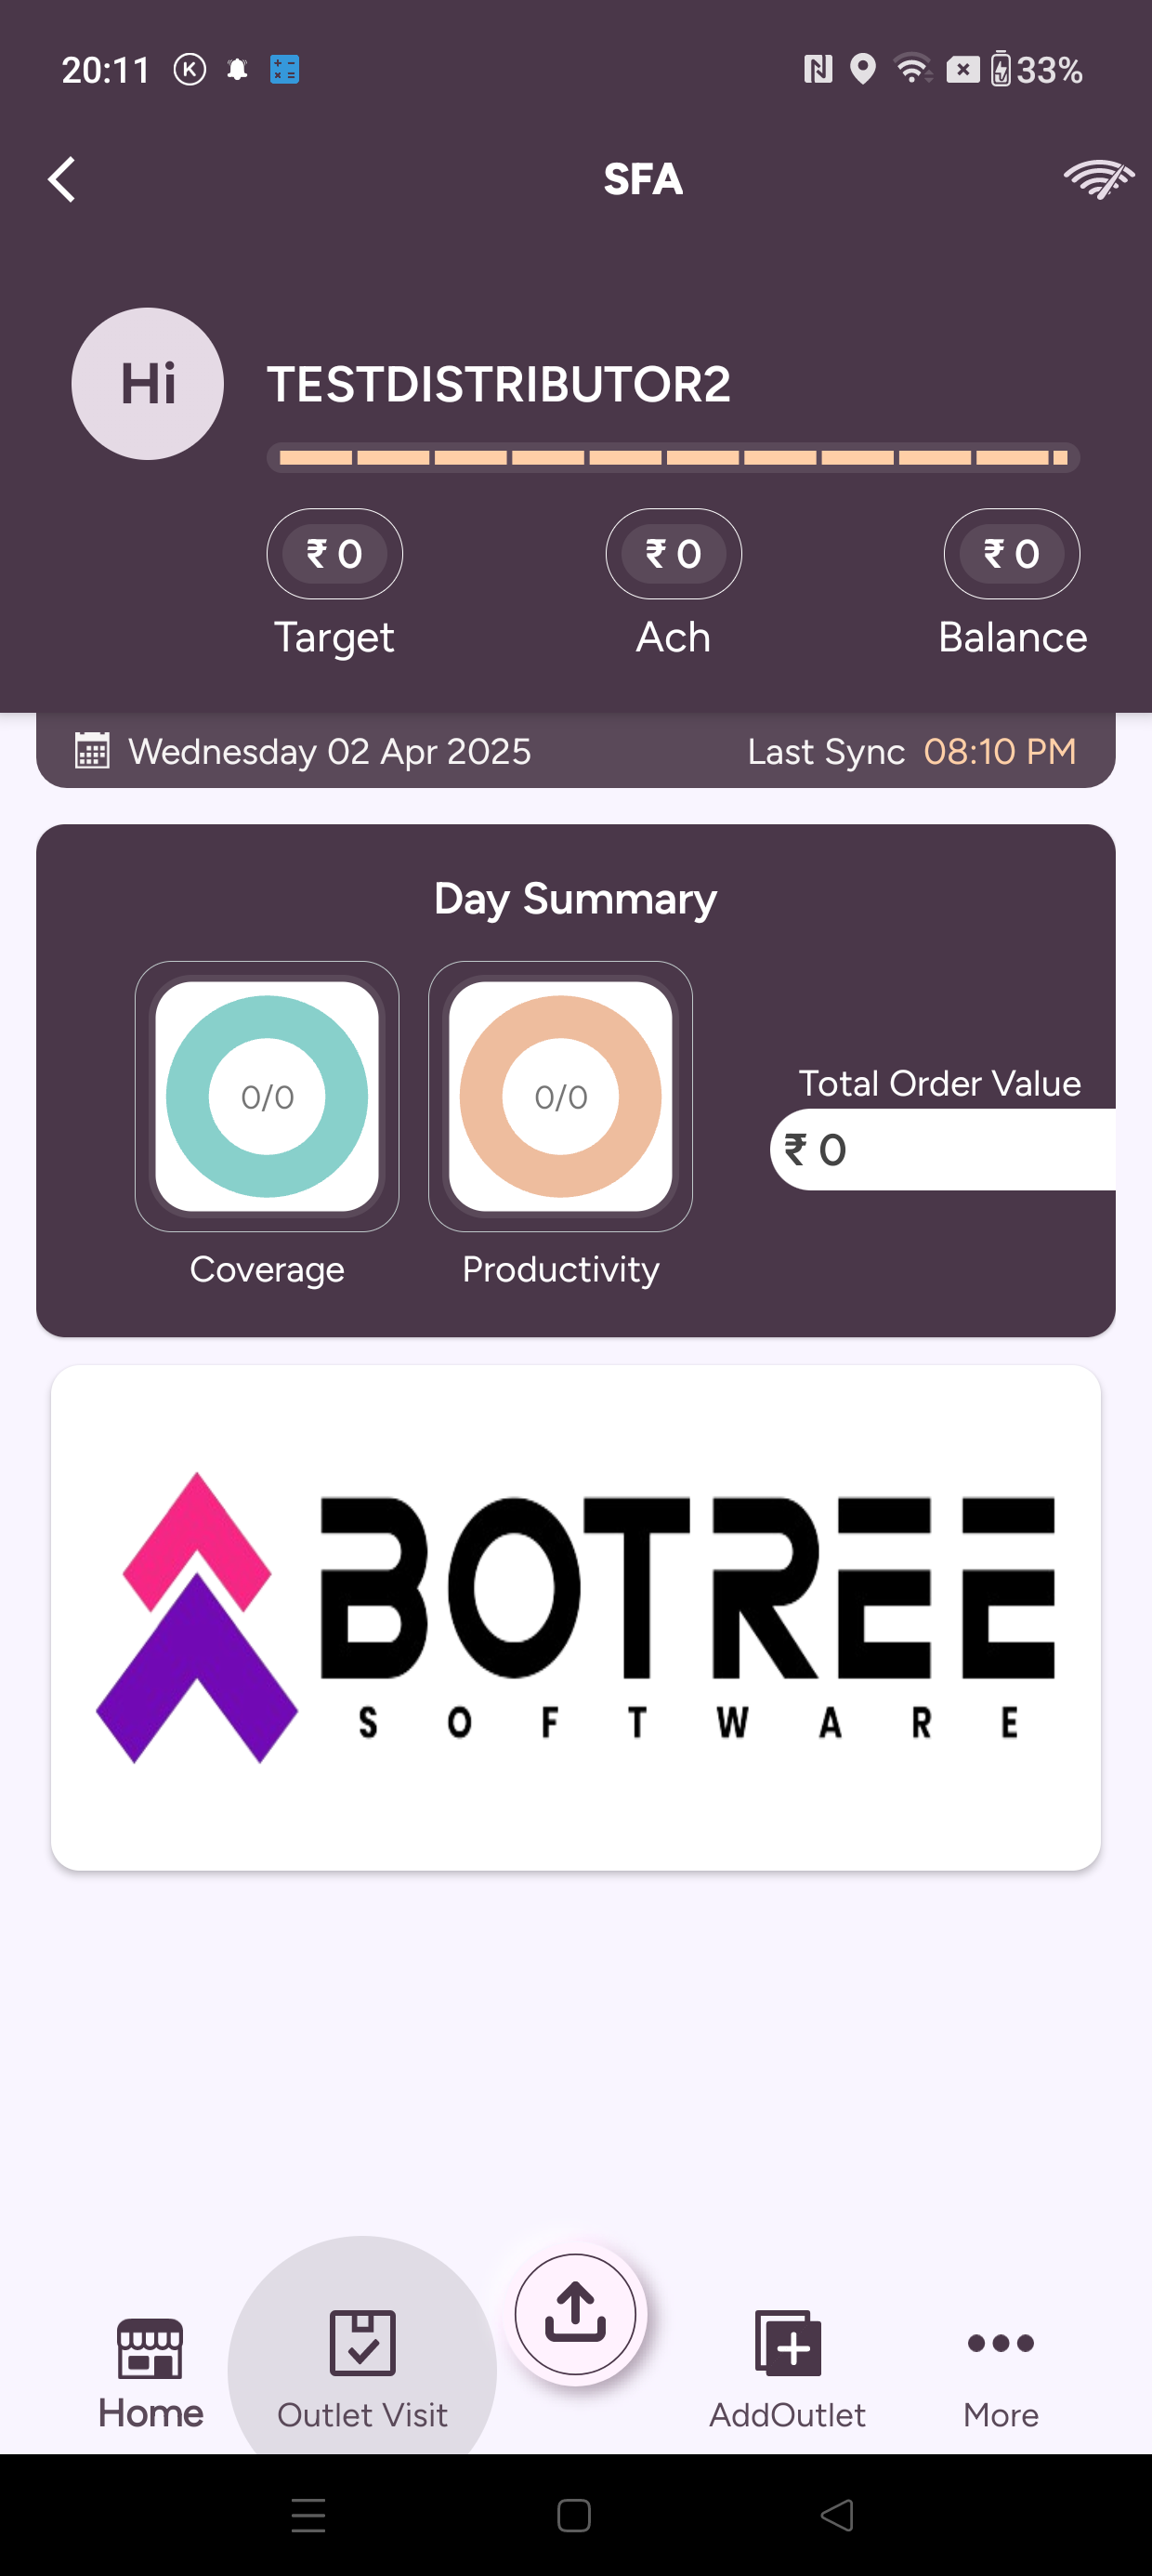 20:11 K 33%
SFA
Hi TESTDISTRIBUTOR2
₹ 0 ₹ 0 ₹ 0
Target Ach Balance
Wednesday 02 Apr 2025 Last Sync 08:10 PM
Day Summary
0/0 0/0
Total Order Value
₹ 0
Coverage Productivity
BOTREE
SOFTWARE
Home Outlet Visit AddOutlet More